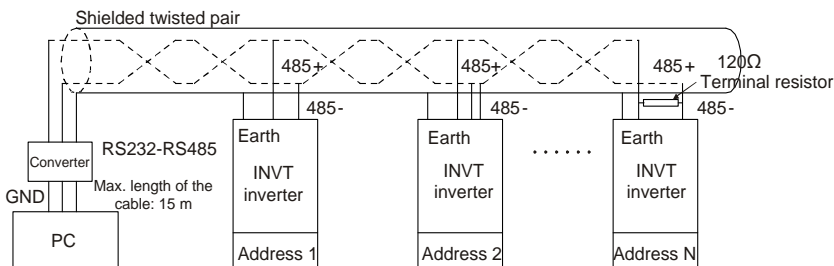 Shielded twisted pair
485+
485+
485+
120Ω
Terminal resistor
485-
485-
485-
Converter
RS232-RS485
GND
Max. length of the
cable: 15 m
PC
Earth
INVT
inverter
Address 1
Earth
INVT
inverter
Address 2
......
Earth
INVT
inverter
Address N